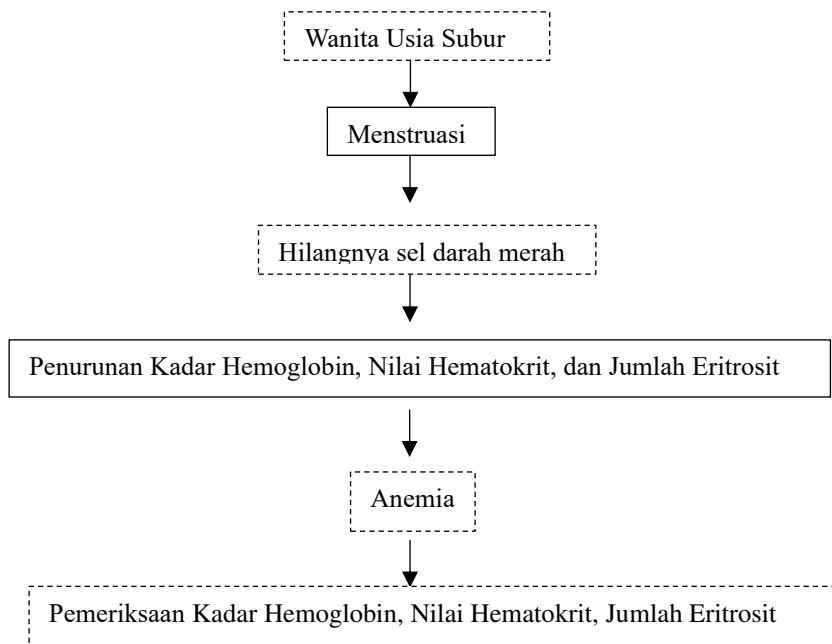 Wanita Usia Subur
Menstruasi
Hilangnya sel darah merah
Penurunan Kadar Hemoglobin, Nilai Hematokrit, dan Jumlah Eritrosit
Anemia
Pemeriksaan Kadar Hemoglobin, Nilai Hematokrit, Jumlah Eritrosit